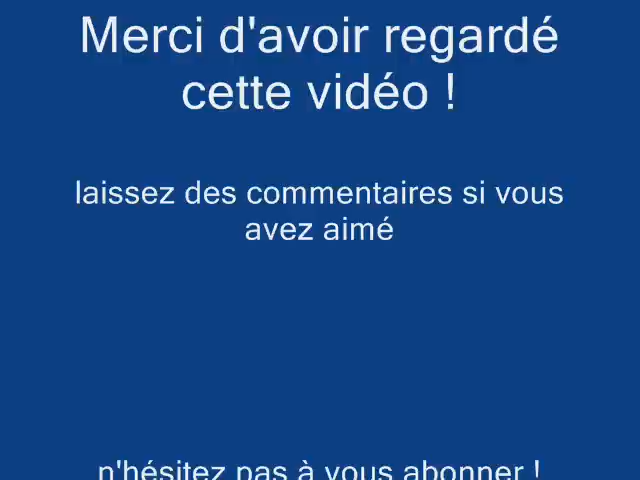 Merci d'avoir regardé
cette vidéo !
laissez des commentaires si vous
avez aimé
n'hésitez pas à vous abonner !